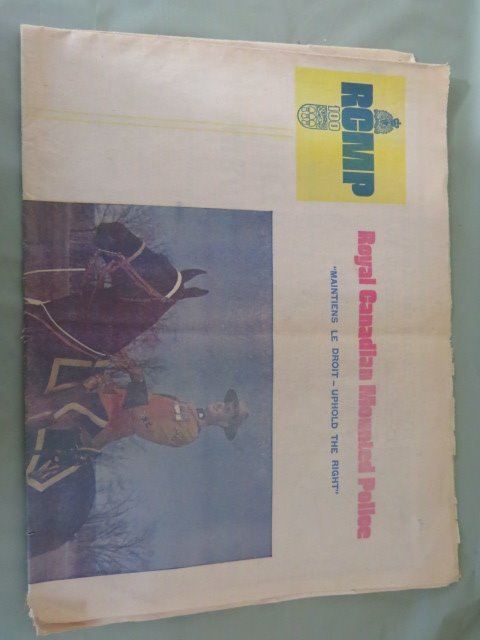 RCMP
100
Royal Canadian Mounted Police
"MAINTIENS LE DROIT – UPHOLD THE RIGHT"